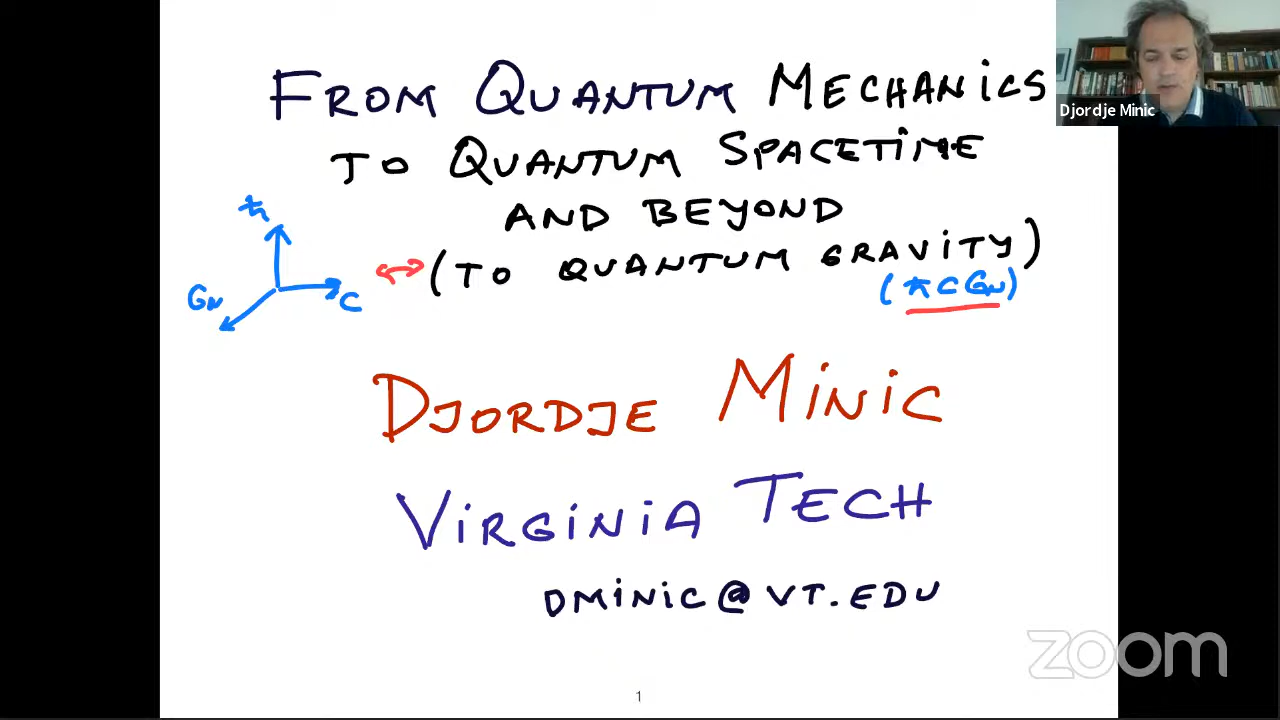 FROM QUANTUM MECHANICS
TO QUANTUM SPACETIME
AND BEYOND
(TO QUANTUM GRAVITY)
(ħ C GN)
ħ
GN
C
DJORDJE MINIC
VIRGINIA TECH
DMINIC@VT.EDU
1
Djordje Minic
zoom